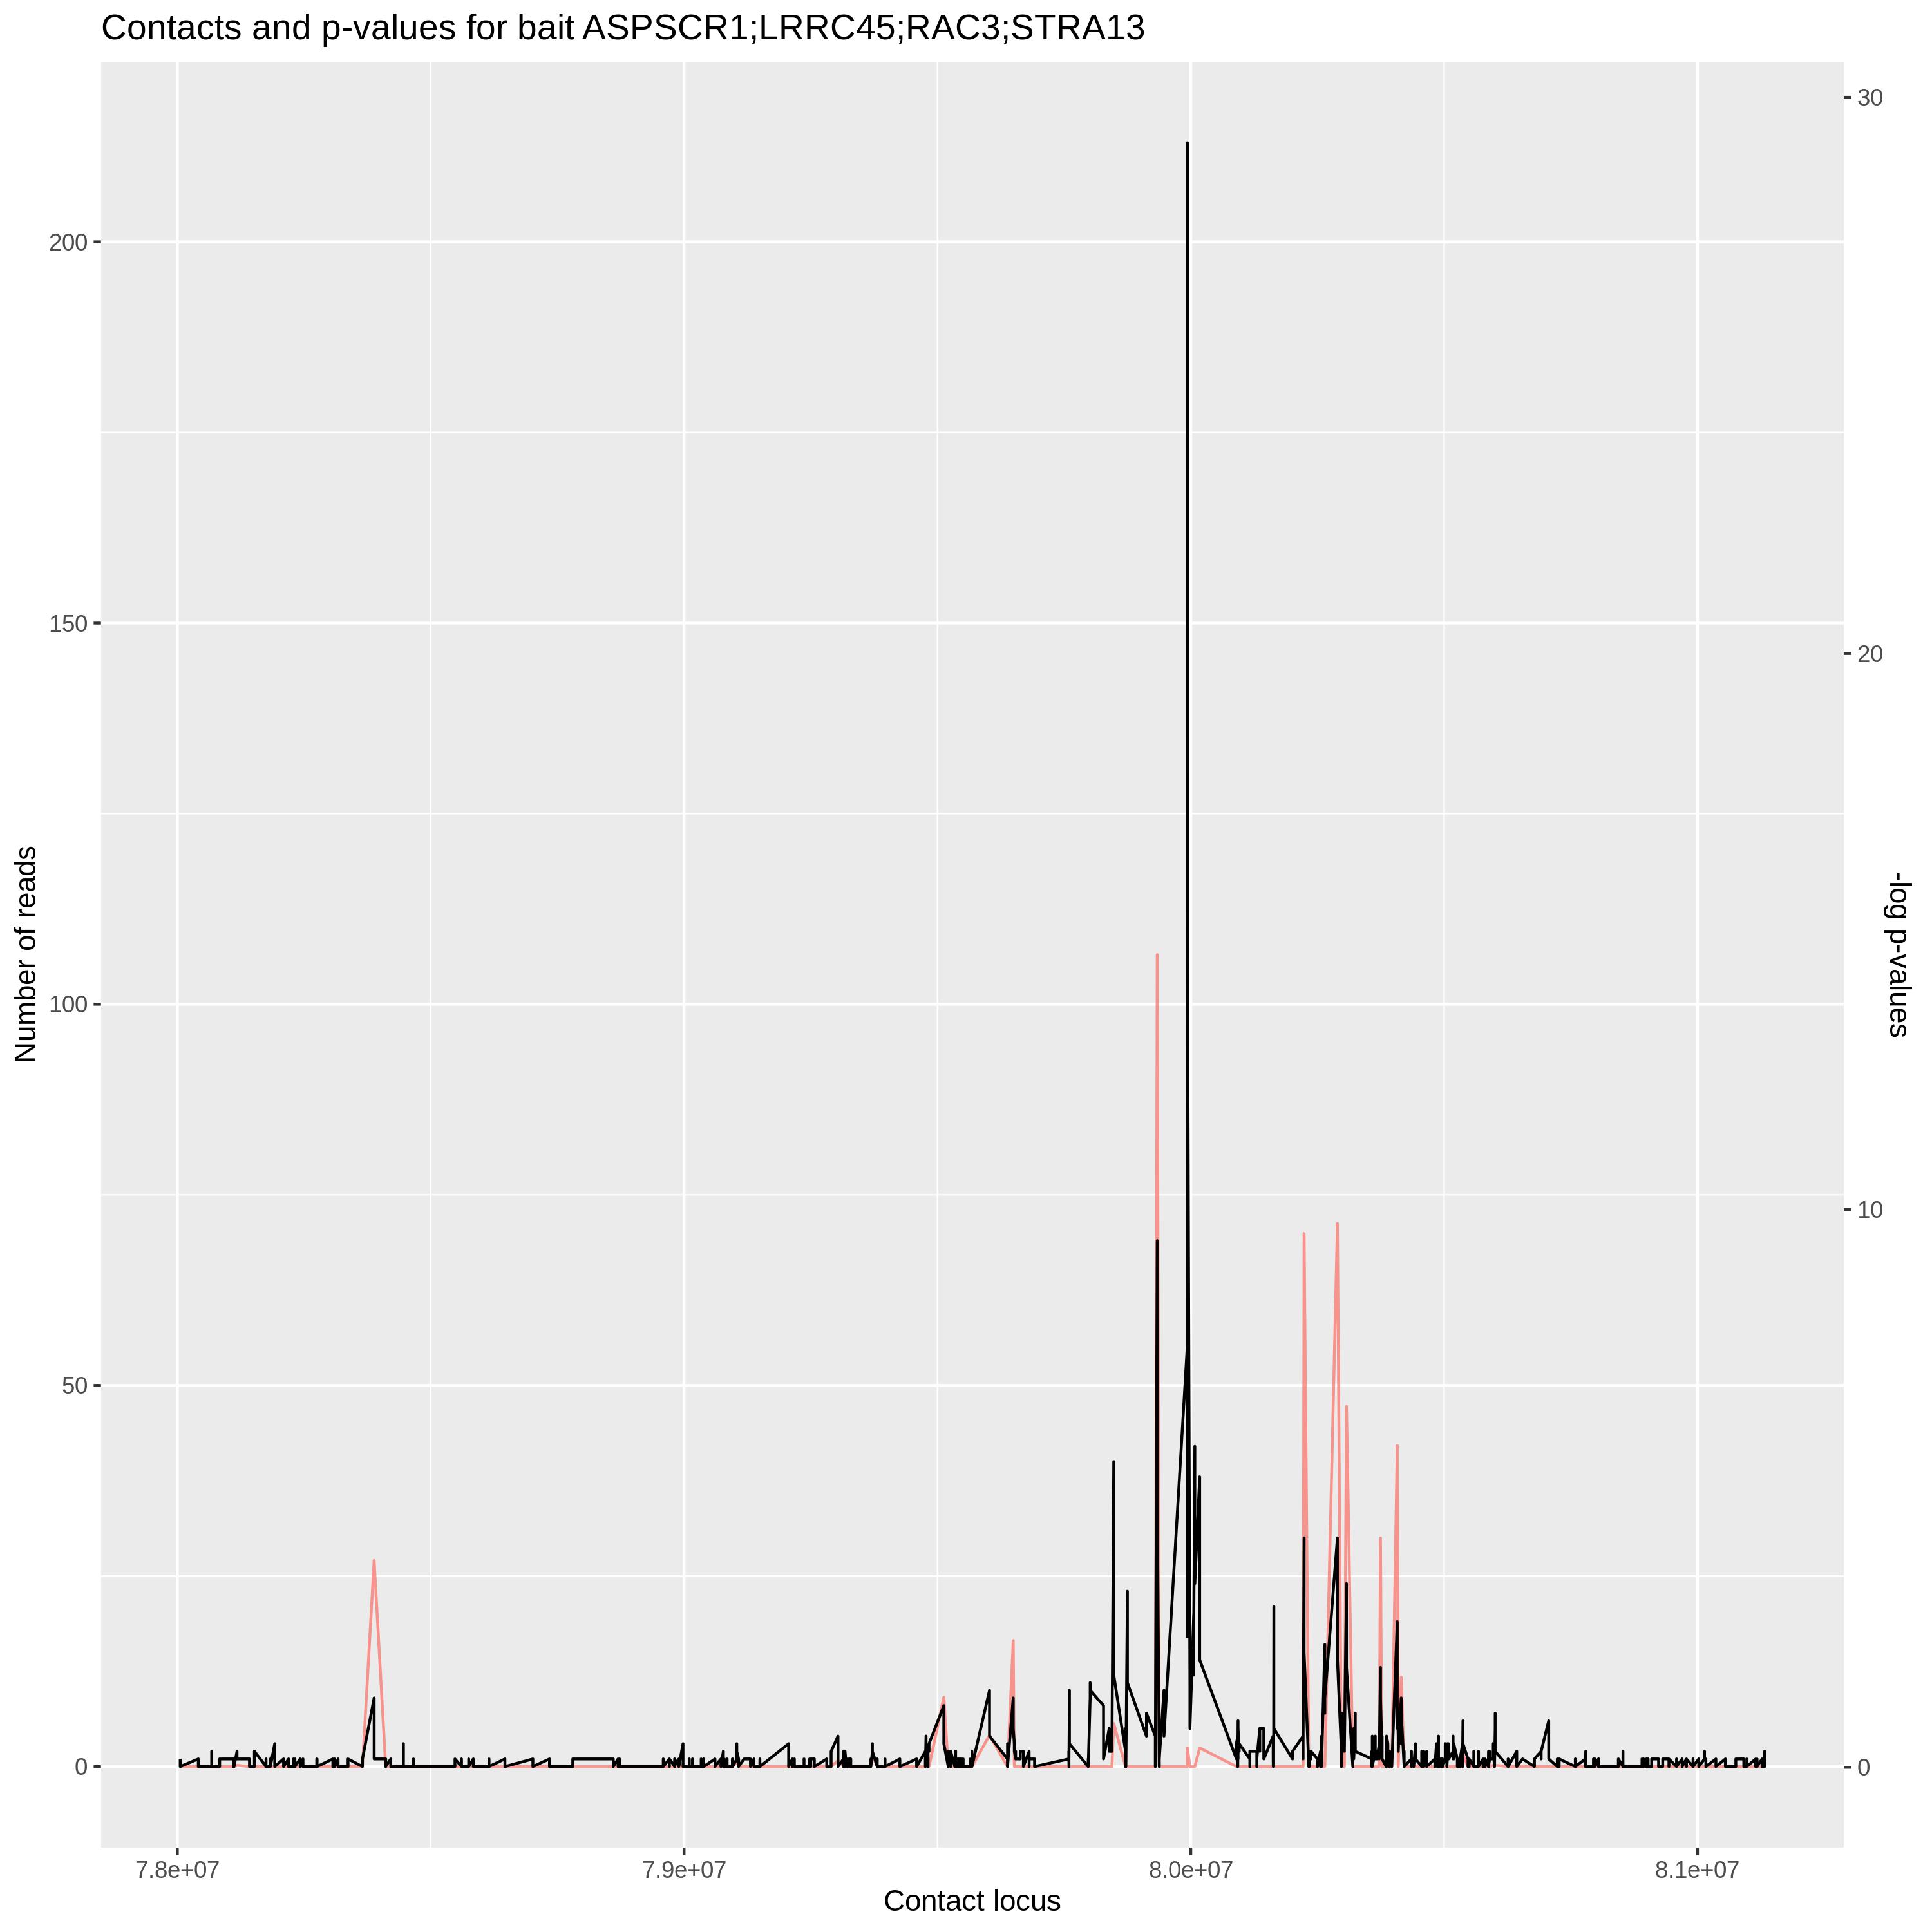 Contacts and p-values for bait ASPSCR1;LRRC45;RAC3;STRA13
Number of reads
200
150
100
50
0
30
20
10
0
-log p-values
7.8e+07
7.9e+07
8.0e+07
8.1e+07
Contact locus